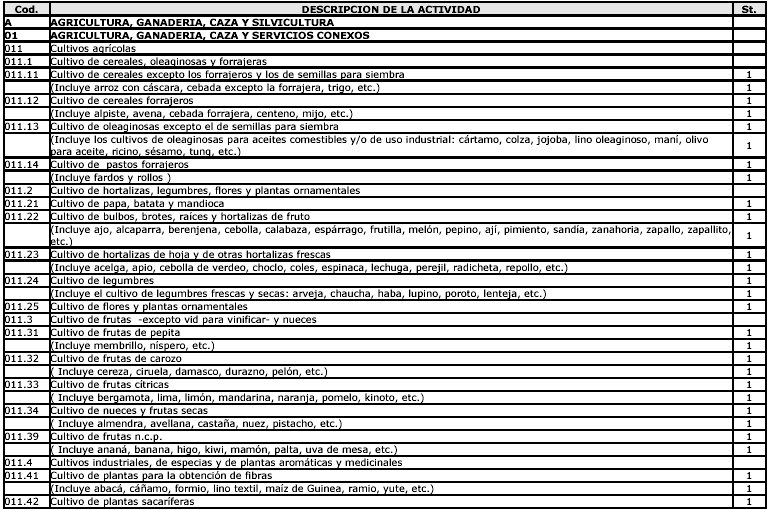 Cod. DESCRIPCION DE LA ACTIVIDAD St.
A AGRICULTURA, GANADERIA, CAZA Y SILVICULTURA
01 AGRICULTURA, GANADERIA, CAZA Y SERVICIOS CONEXOS
011 Cultivos agrícolas
011.1 Cultivo de cereales, oleaginosas y forrajeras
011.11 Cultivo de cereales excepto los forrajeros y los de semillas para siembra 1
(Incluye arroz con cáscara, cebada excepto la forrajera, trigo, etc.) 1
011.12 Cultivo de cereales forrajeros 1
(Incluye alpiste, avena, cebada forrajera, centeno, mijo, etc.) 1
011.13 Cultivo de oleaginosas excepto el de semillas para siembra 1
(Incluye los cultivos de oleaginosas para aceites comestibles y/o de uso industrial: cártamo, colza, jojoba, lino oleaginoso, maní, olivo
para aceite, ricino, sésamo, tung, etc.) 1
011.14 Cultivo de pastos forrajeros 1
(Incluye fardos y rollos ) 1
011.2 Cultivo de hortalizas, legumbres, flores y plantas ornamentales
011.21 Cultivo de papa, batata y mandioca 1
011.22 Cultivo de bulbos, brotes, raíces y hortalizas de fruto 1
(Incluye ajo, alcaparra, berenjena, cebolla, calabaza, espárrago, frutilla, melón, pepino, ají, pimiento, sandía, zanahoria, zapallo, zapallito,
etc.) 1
011.23 Cultivo de hortalizas de hoja y de otras hortalizas frescas 1
(Incluye acelga, apio, cebolla de verdeo, choclo, coles, espinaca, lechuga, perejil, radicheta, repollo, etc.) 1
011.24 Cultivo de legumbres 1
(Incluye el cultivo de legumbres frescas y secas: arveja, chaucha, haba, lupino, poroto, lenteja, etc.) 1
011.25 Cultivo de flores y plantas ornamentales 1
011.3 Cultivo de frutas -excepto vid para vinificar- y nueces
011.31 Cultivo de frutas de pepita 1
(Incluye membrillo, níspero, etc.) 1
011.32 Cultivo de frutas de carozo 1
( Incluye cereza, ciruela, damasco, durazno, pelón, etc.) 1
011.33 Cultivo de frutas cítricas 1
( Incluye bergamota, lima, limón, mandarina, naranja, pomelo, kinoto, etc.) 1
011.34 Cultivo de nueces y frutas secas 1
( Incluye almendra, avellana, castaña, nuez, pistacho, etc.) 1
011.39 Cultivo de frutas n.c.p. 1
( Incluye ananá, banana, higo, kiwi, mamón, palta, uva de mesa, etc.) 1
011.4 Cultivos industriales, de especias y de plantas aromáticas y medicinales
011.41 Cultivo de plantas para la obtención de fibras 1
(Incluye abacá, cáñamo, formio, lino textil, maíz de Guinea, ramio, yute, etc.) 1
011.42 Cultivo de plantas sacaríferas 1